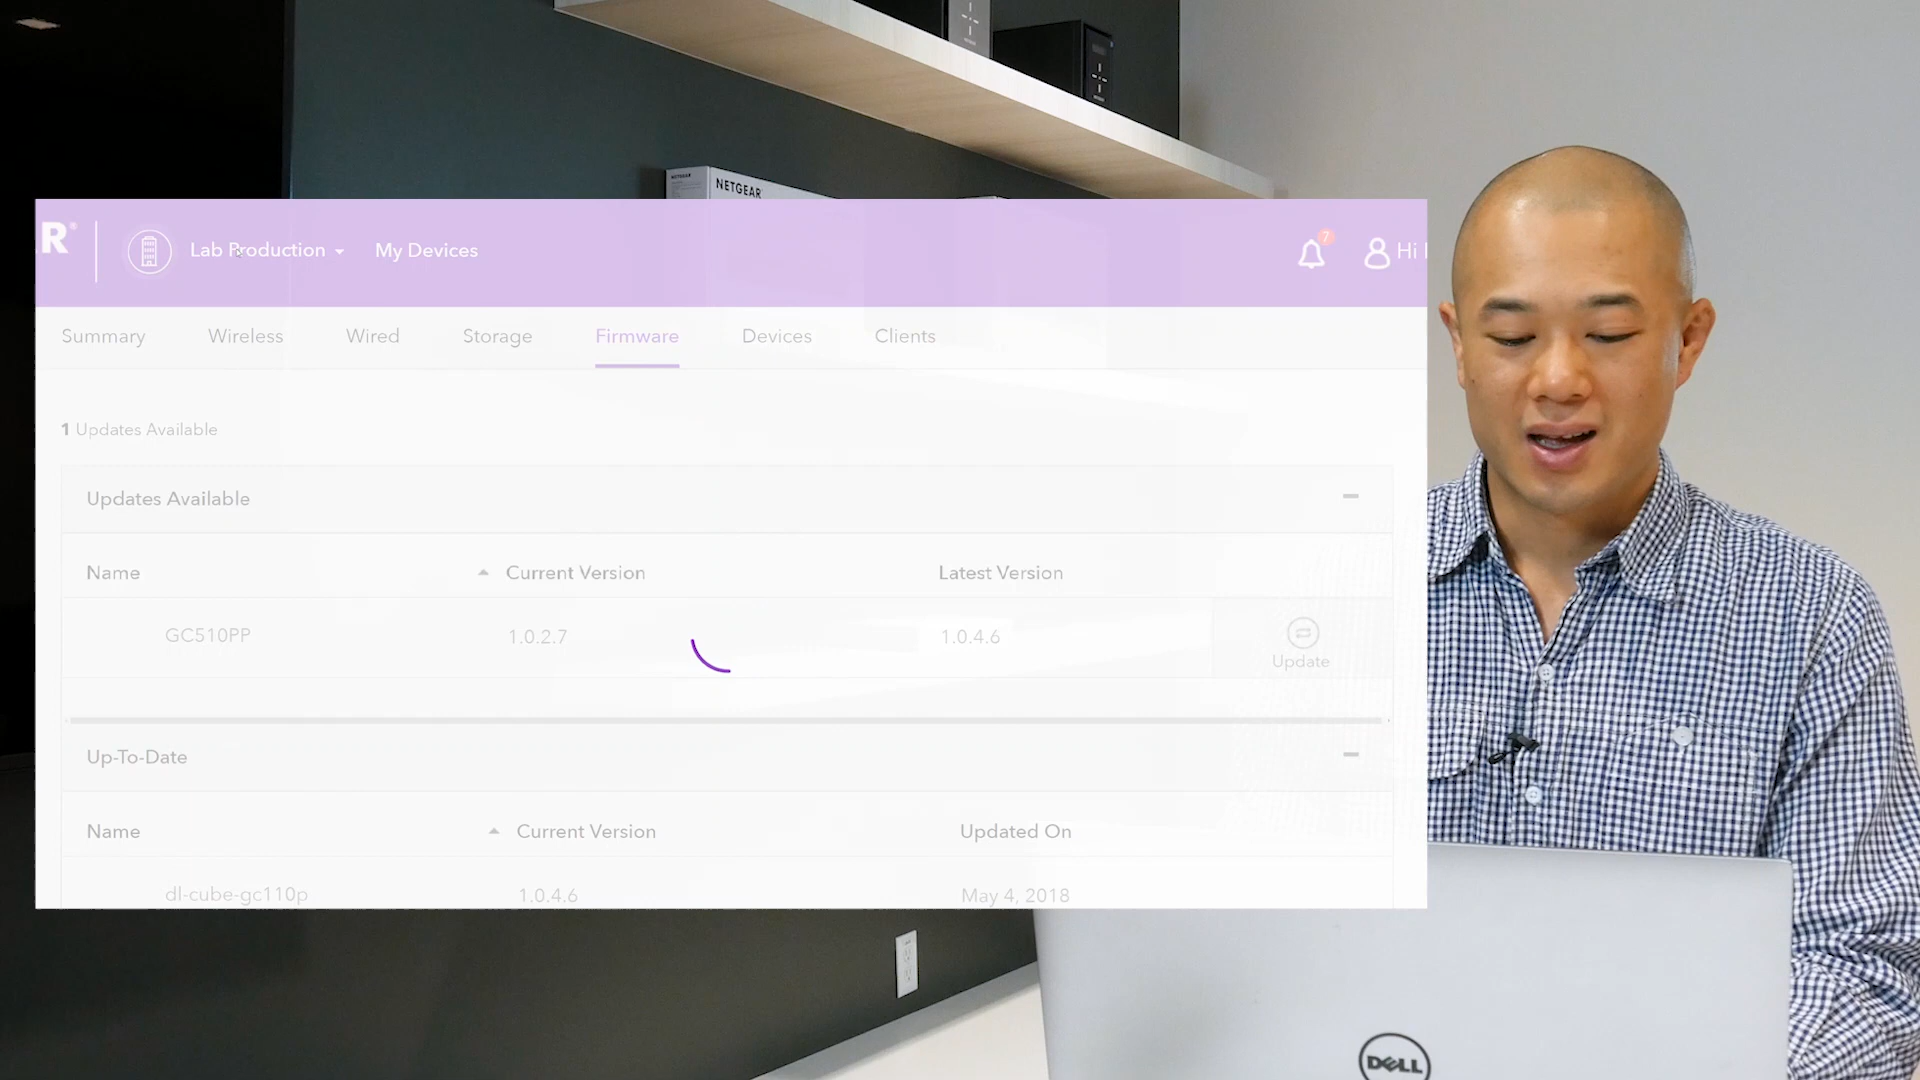 NETGEAR
NETGEAR
R®
Lab Production
My Devices
7
Hi
Summary Wireless Wired Storage Firmware Devices Clients
1 Updates Available
Updates Available
Name Current Version Latest Version
GC510PP 1.0.2.7 1.0.4.6
Update
Up-To-Date
Name Current Version Updated On
dl-cube-gc110p 1.0.4.6 May 4, 2018
DELL